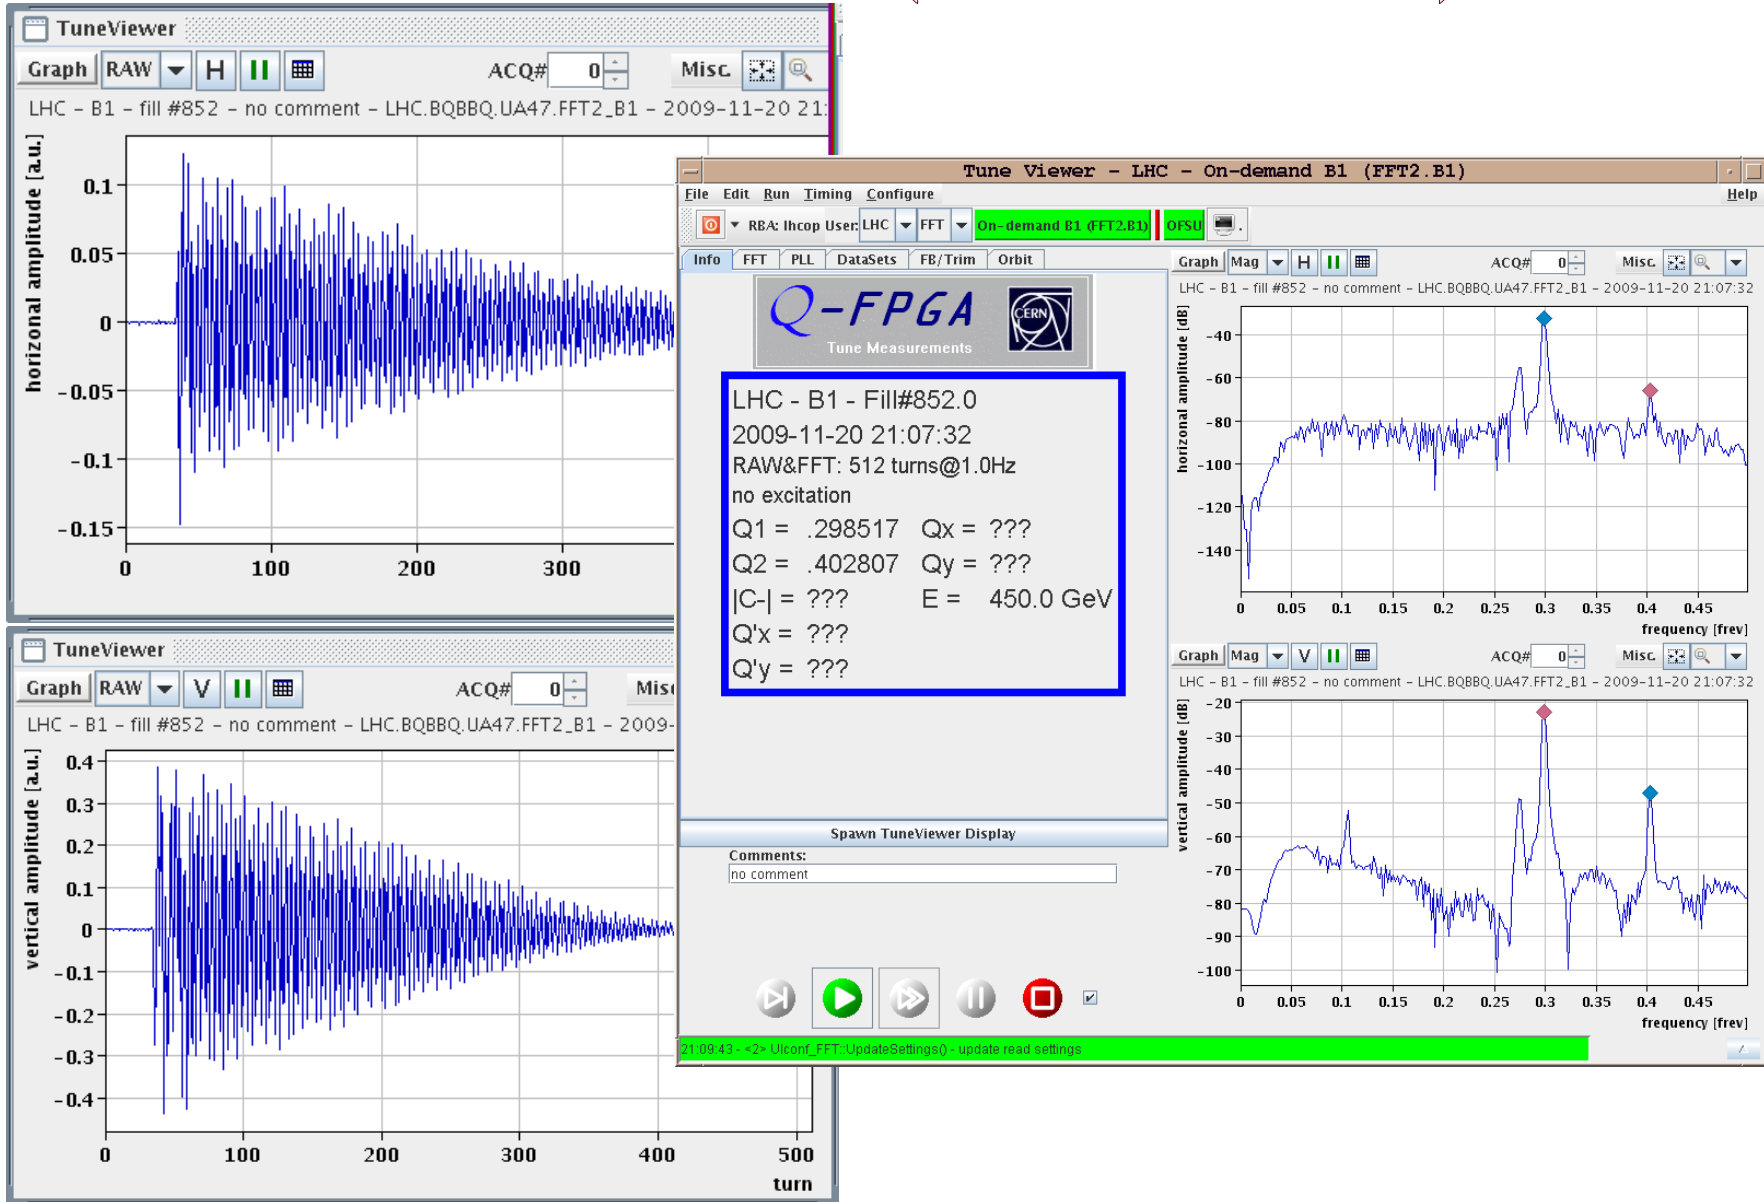 TuneViewer
Graph RAW H ACQ# 0 Misc.
LHC - B1 - fill #852 - no comment - LHC.BQBBQ.UA47.FFT2_B1 - 2009-11-20 21:
horizonal amplitude [a.u.]
0.1
0.05
0
-0.05
-0.1
-0.15
0 100 200 300
TuneViewer
Graph RAW V ACQ# 0
LHC - B1 - fill #852 - no comment - LHC.BQBBQ.UA47.FFT2_B1 - 2009-
vertical amplitude [a.u.]
0.4
0.3
0.2
0.1
0
-0.1
-0.2
-0.3
-0.4
0 100 200 300 400 500
turn
Tune Viewer - LHC - On-demand B1 (FFT2.B1)
File Edit Run Timing Configure Help
RBA: lhcop User: LHC FFT On-demand B1 (FFT2.B1) OFSU
Info FFT PLL DataSets FB/Trim Orbit
Q-FPGA
Tune Measurements
CERN
LHC - B1 - Fill#852.0
2009-11-20 21:07:32
RAW&FFT: 512 turns@1.0Hz
no excitation
Q1 = .298517 Qx = ???
Q2 = .402807 Qy = ???
|C-| = ??? E = 450.0 GeV
Q'x = ???
Q'y = ???
Spawn TuneViewer Display
Comments:
no comment
Graph Mag H ACQ# 0 Misc.
LHC - B1 - fill #852 - no comment - LHC.BQBBQ.UA47.FFT2_B1 - 2009-11-20 21:07:32
horizonal amplitude [dB]
-40
-60
-80
-100
-120
-140
0 0.05 0.1 0.15 0.2 0.25 0.3 0.35 0.4 0.45
frequency [frev]
Graph Mag V ACQ# 0 Misc.
LHC - B1 - fill #852 - no comment - LHC.BQBBQ.UA47.FFT2_B1 - 2009-11-20 21:07:32
vertical amplitude [dB]
-20
-30
-40
-50
-60
-70
-80
-90
-100
0 0.05 0.1 0.15 0.2 0.25 0.3 0.35 0.4 0.45
frequency [frev]
21:09:43 - <2> UIconf_FFT::UpdateSettings() - update read settings